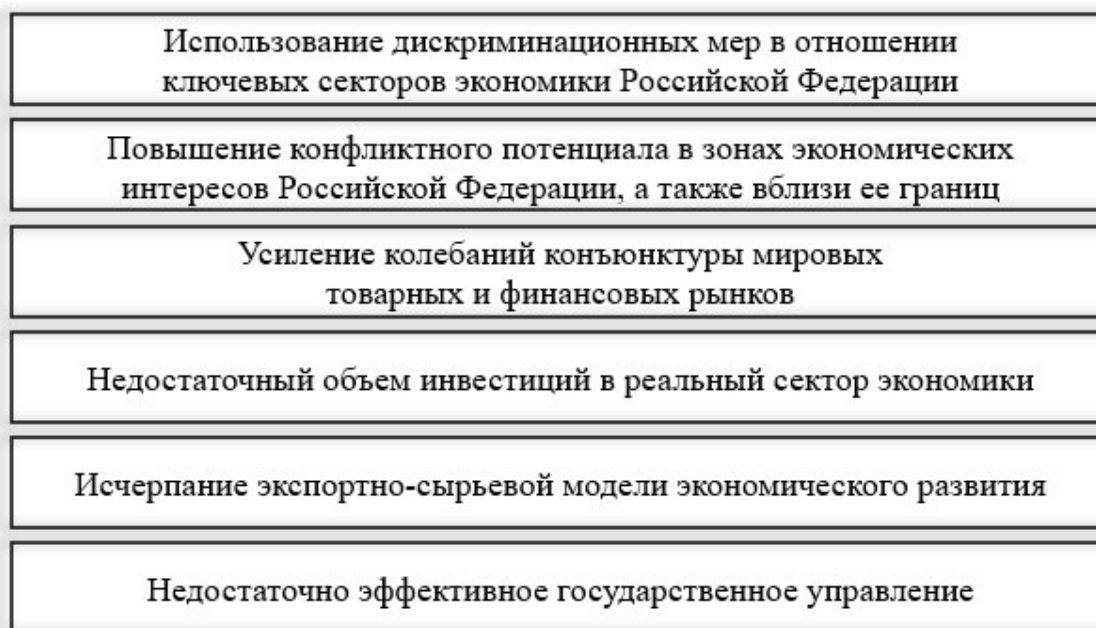 Использование дискриминационных мер в отношении
ключевых секторов экономики Российской Федерации
Повышение конфликтного потенциала в зонах экономических
интересов Российской Федерации, а также вблизи ее границ
Усиление колебаний конъюнктуры мировых
товарных и финансовых рынков
Недостаточный объем инвестиций в реальный сектор экономики
Исчерпание экспортно-сырьевой модели экономического развития
Недостаточно эффективное государственное управление